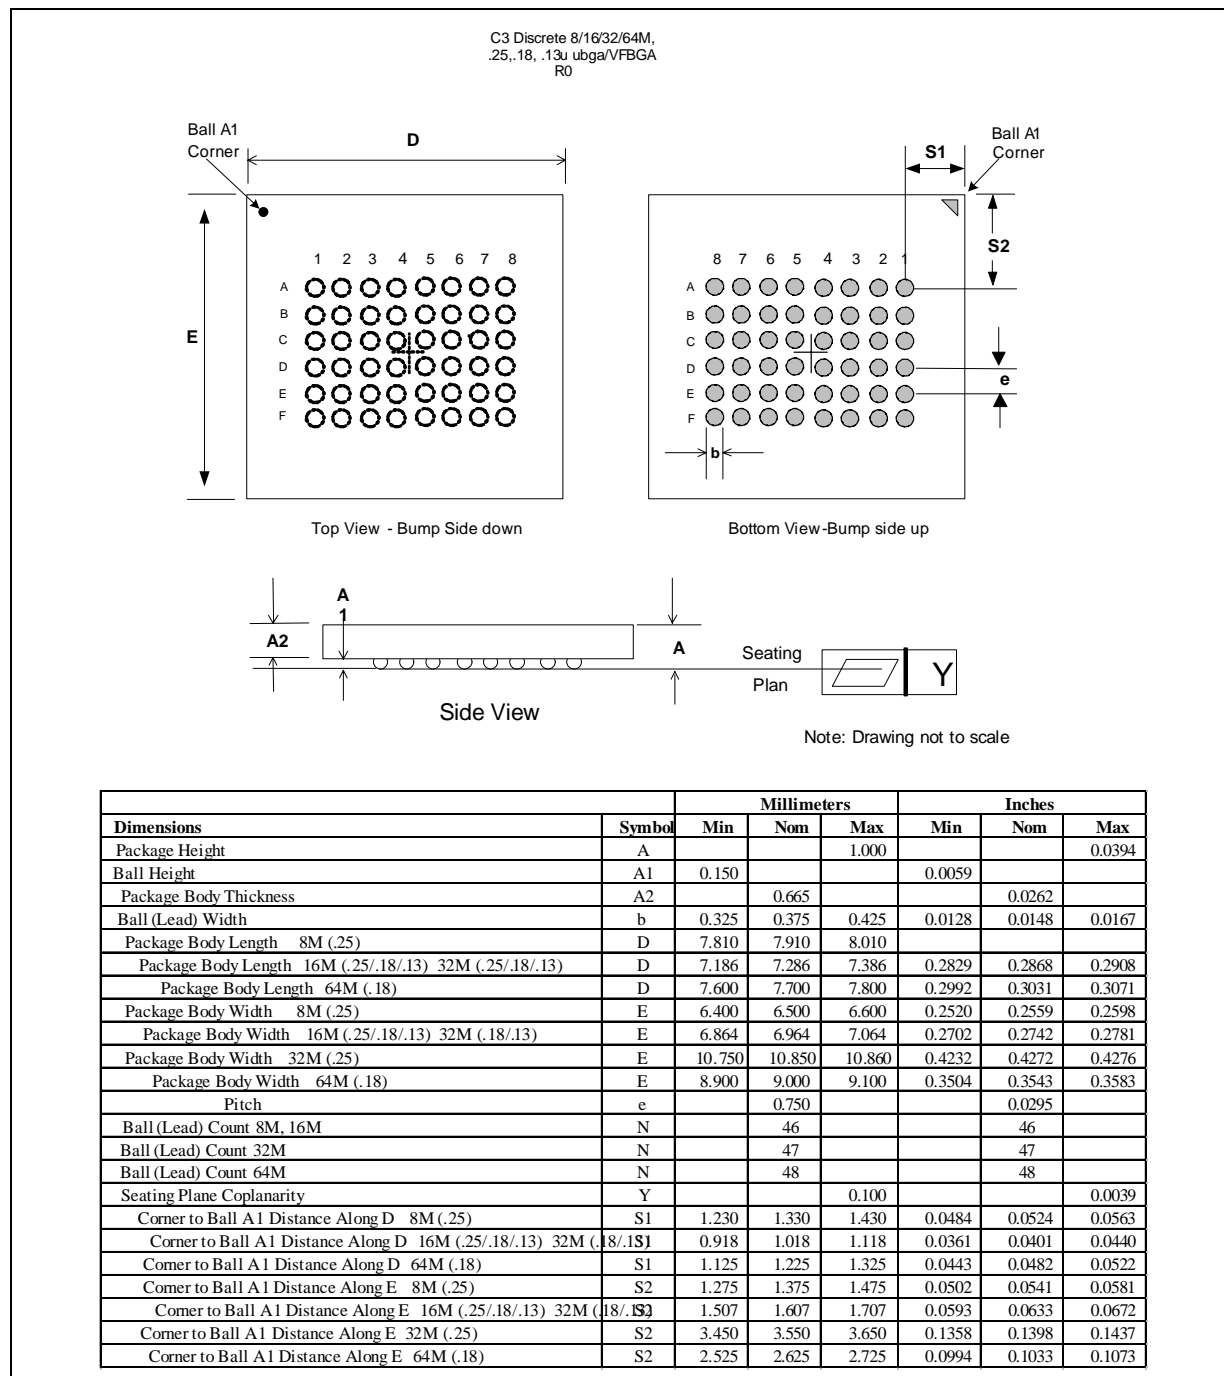 C3 Discrete 8/16/32/64M,
.25,.18, .13u ubga/VFBGA
R0
Ball A1
Corner
D
S1
Ball A1
Corner
S2
E
1 2 3 4 5 6 7 8
A
B
C
D
E
F
8 7 6 5 4 3 2 1
A
B
C
D
E
F
e
b
Top View - Bump Side down
Bottom View-Bump side up
A
1
A2
A
Seating
Plan
Y
Side View
Note: Drawing not to scale
Millimeters Inches
Dimensions Symbol Min Nom Max Min Nom Max
Package Height A 1.000 0.0394
Ball Height A1 0.150 0.0059
Package Body Thickness A2 0.665 0.0262
Ball (Lead) Width b 0.325 0.375 0.425 0.0128 0.0148 0.0167
Package Body Length 8M (.25) D 7.810 7.910 8.010
Package Body Length 16M (.25/.18/.13) 32M (.25/.18/.13) D 7.186 7.286 7.386 0.2829 0.2868 0.2908
Package Body Length 64M (.18) D 7.600 7.700 7.800 0.2992 0.3031 0.3071
Package Body Width 8M (.25) E 6.400 6.500 6.600 0.2520 0.2559 0.2598
Package Body Width 16M (.25/.18/.13) 32M (.18/.13) E 6.864 6.964 7.064 0.2702 0.2742 0.2781
Package Body Width 32M (.25) E 10.750 10.850 10.860 0.4232 0.4272 0.4276
Package Body Width 64M (.18) E 8.900 9.000 9.100 0.3504 0.3543 0.3583
Pitch e 0.750 0.0295
Ball (Lead) Count 8M, 16M N 46 46
Ball (Lead) Count 32M N 47 47
Ball (Lead) Count 64M N 48 48
Seating Plane Coplanarity Y 0.100 0.0039
Corner to Ball A1 Distance Along D 8M (.25) S1 1.230 1.330 1.430 0.0484 0.0524 0.0563
Corner to Ball A1 Distance Along D 16M (.25/.18/.13) 32M (.18/.13) S1 0.918 1.018 1.118 0.0361 0.0401 0.0440
Corner to Ball A1 Distance Along D 64M (.18) S1 1.125 1.225 1.325 0.0443 0.0482 0.0522
Corner to Ball A1 Distance Along E 8M (.25) S2 1.275 1.375 1.475 0.0502 0.0541 0.0581
Corner to Ball A1 Distance Along E 16M (.25/.18/.13) 32M (.18/.13) S2 1.507 1.607 1.707 0.0593 0.0633 0.0672
Corner to Ball A1 Distance Along E 32M (.25) S2 3.450 3.550 3.650 0.1358 0.1398 0.1437
Corner to Ball A1 Distance Along E 64M (.18) S2 2.525 2.625 2.725 0.0994 0.1033 0.1073